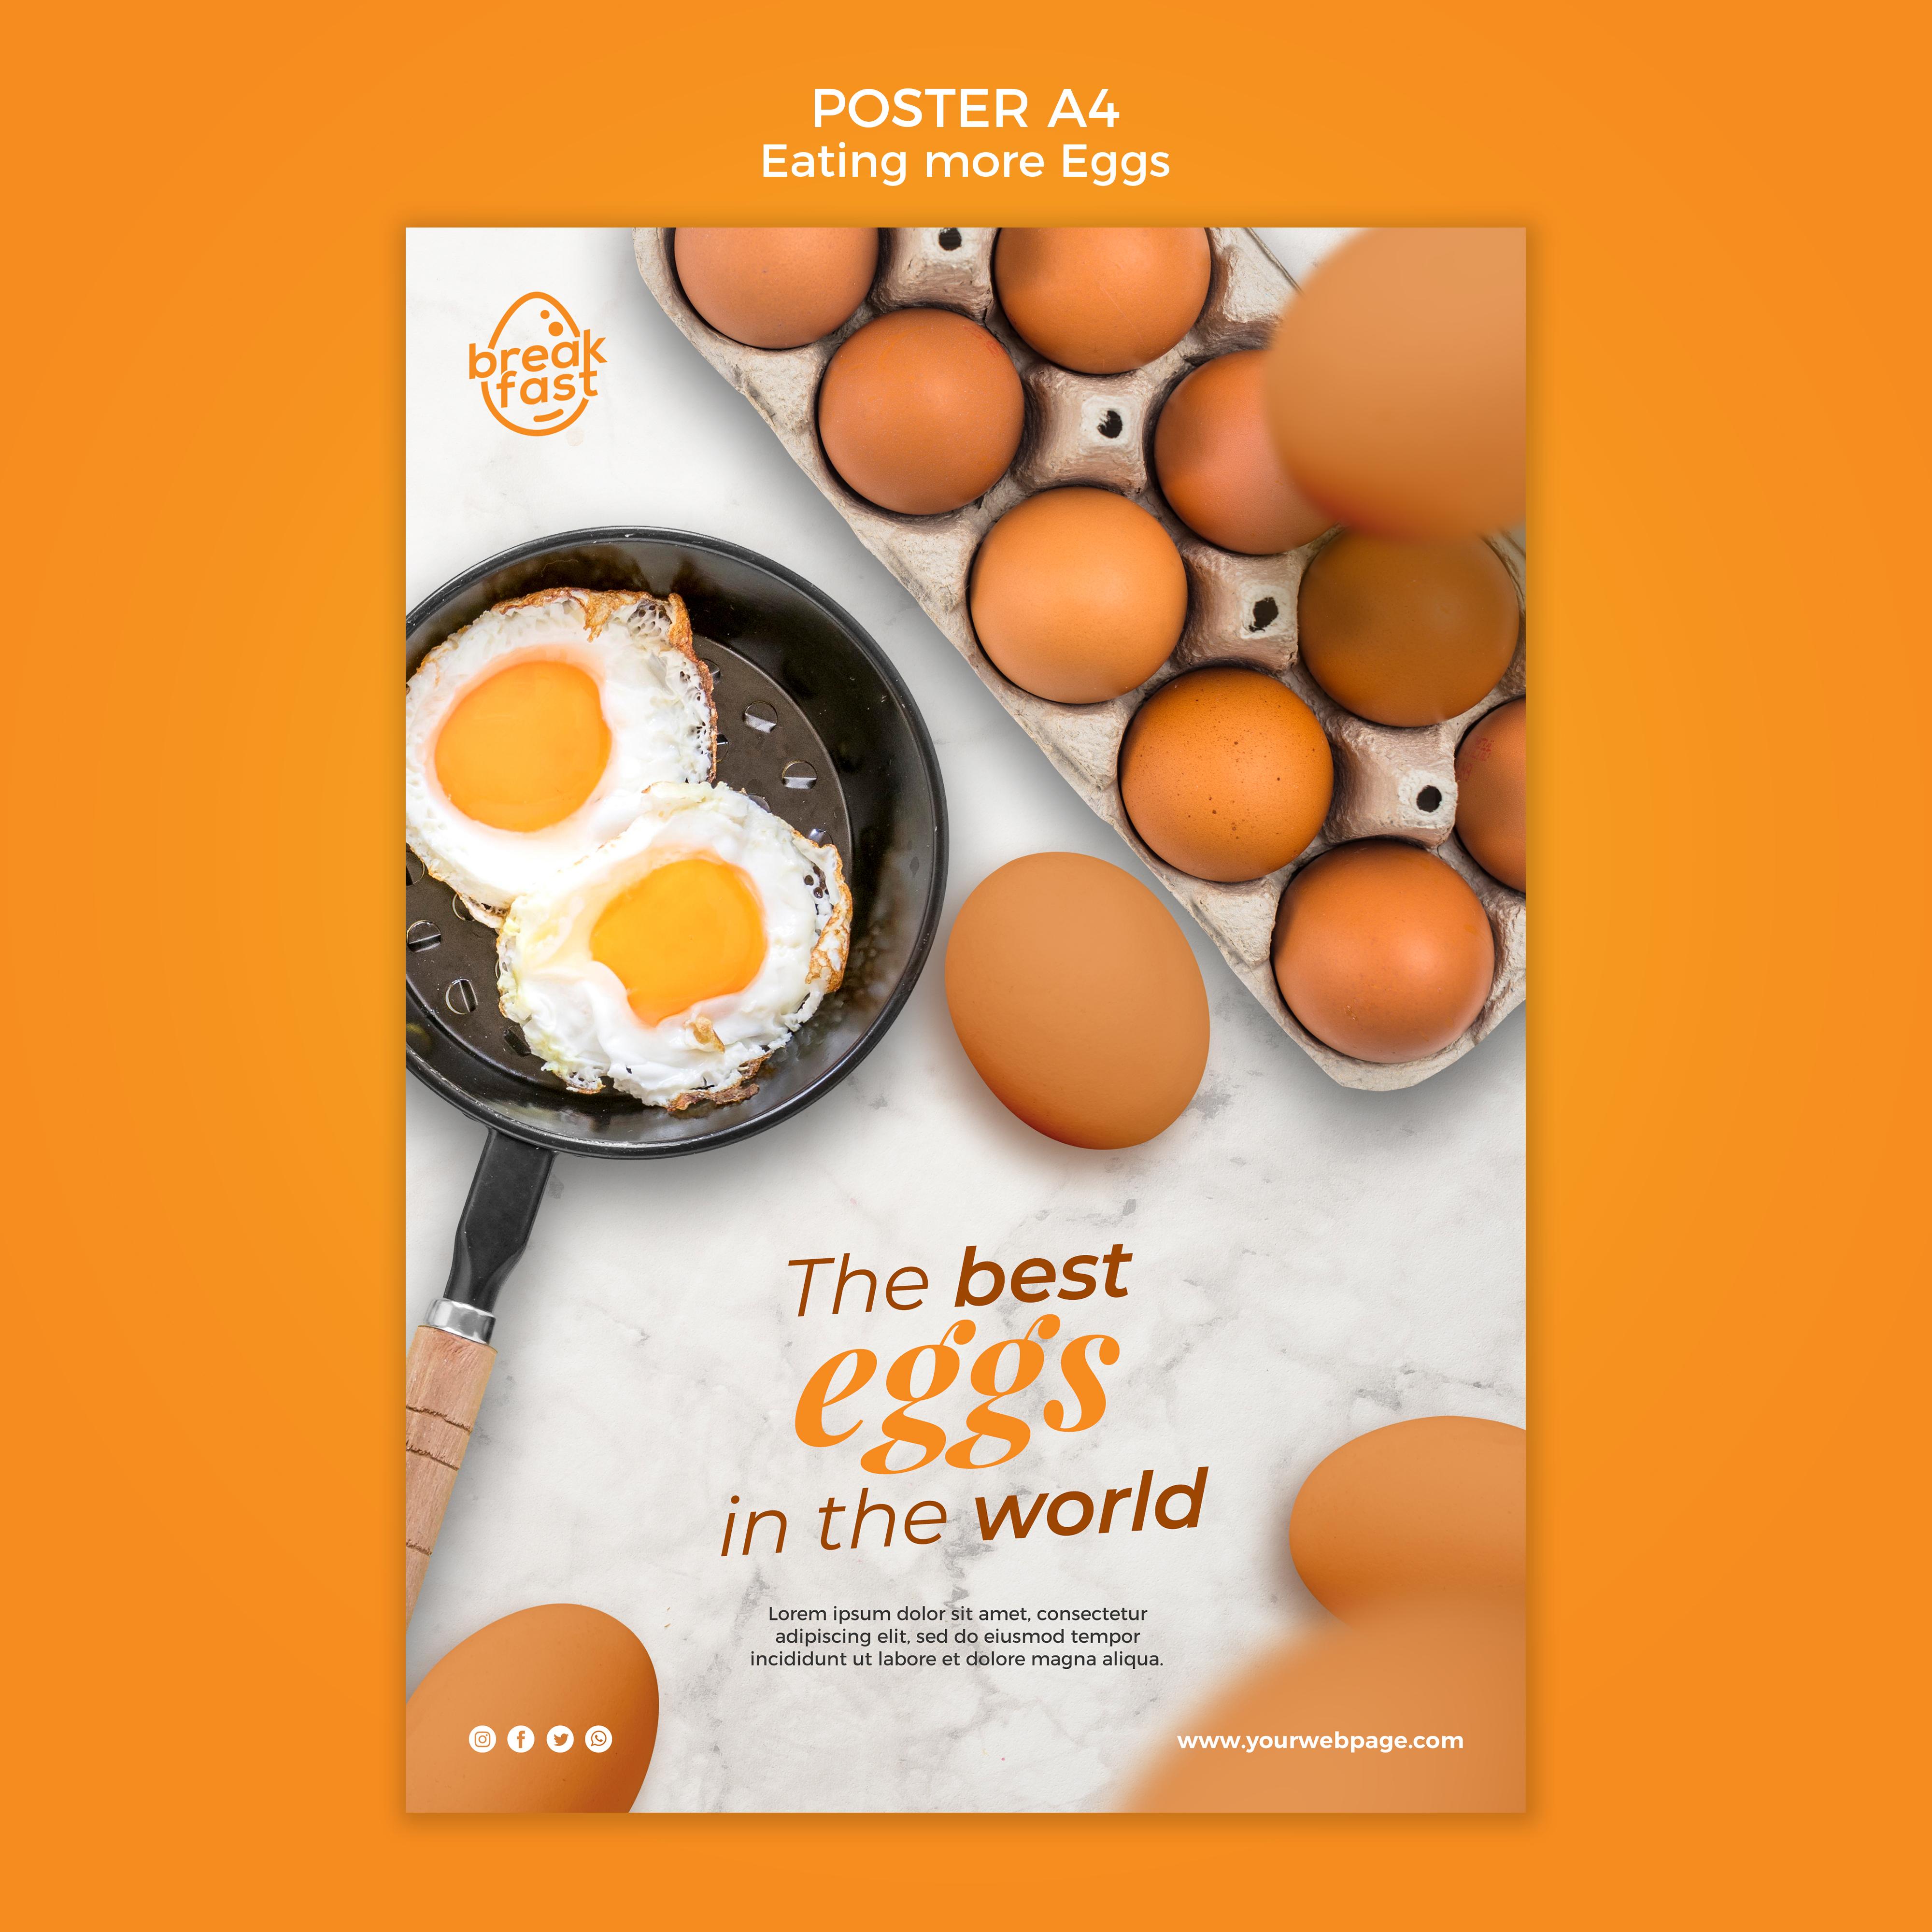 POSTER A4
Eating more Eggs
break
fast
The best
eggs
in the world
Lorem ipsum dolor sit amet, consectetur
adipiscing elit, sed do eiusmod tempor
incididunt ut labore et dolore magna aliqua.
www.yourwebpage.com